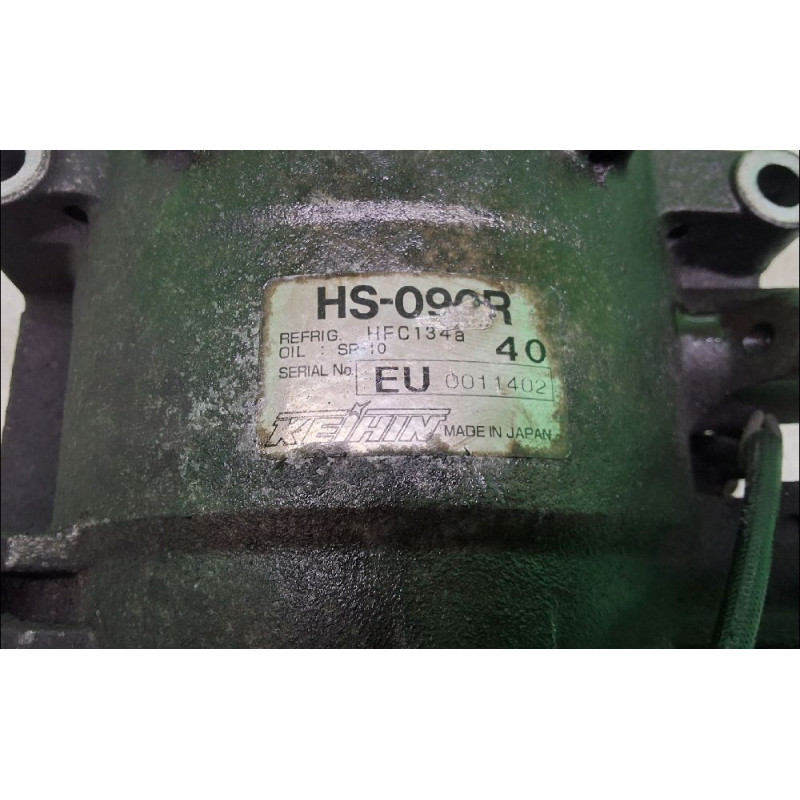 HS-090R
REFRIG. HFC134a
OIL : SP-10 40
SERIAL No. EU 0011402
KEIHIN MADE IN JAPAN